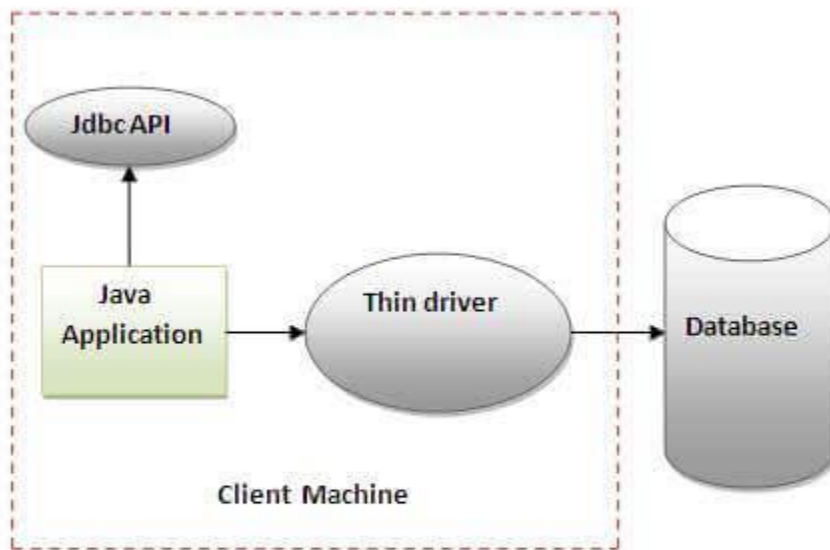 Jdbc API
Java
Application
Thin driver
Database
Client Machine